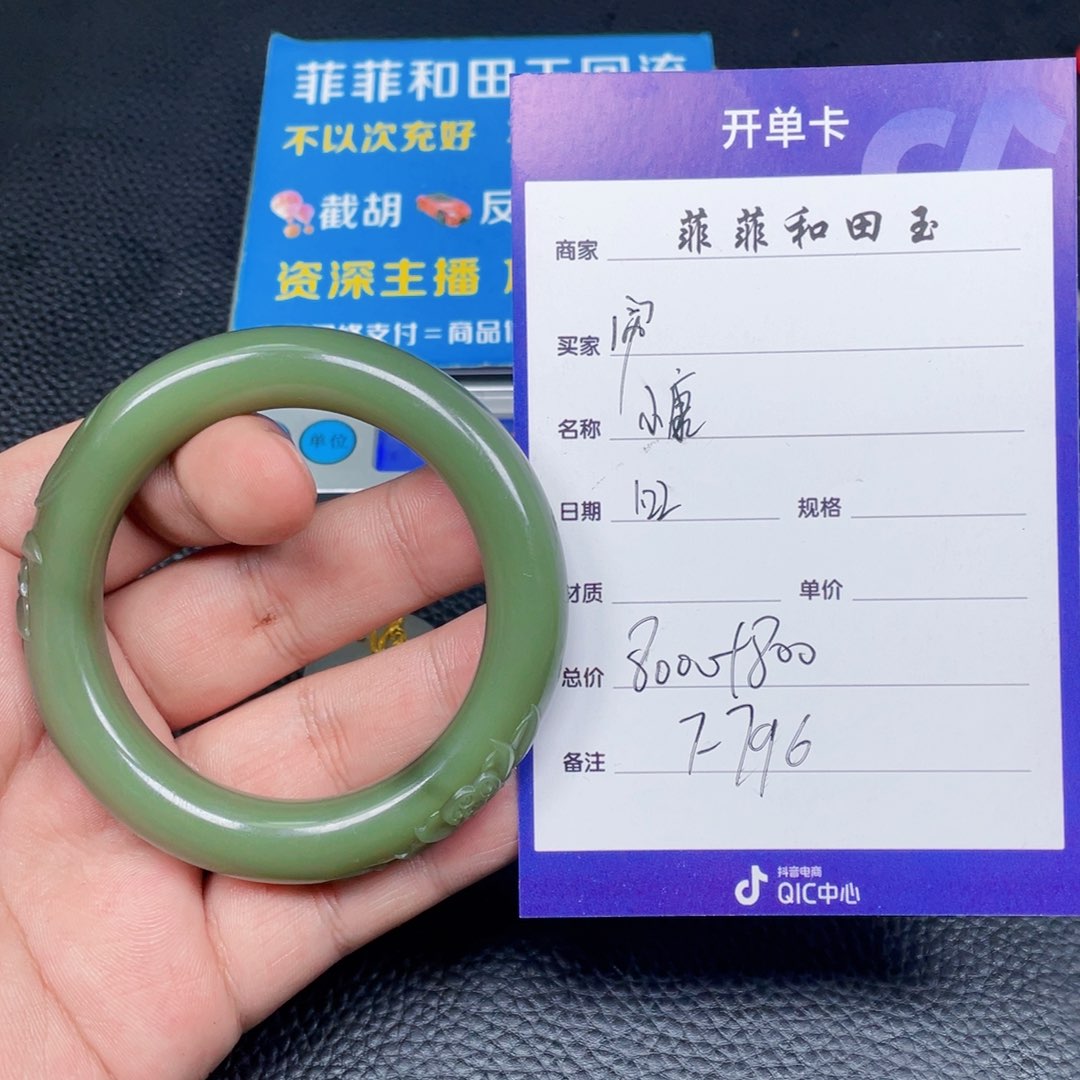 菲菲和田玉回流
不以次充好
截胡
反
资深主播
支付=商品
单位
开单卡
商家 菲菲和田玉
买家
名称 小康
日期 1.22 规格
材质 单价
总价 8000+800
备注 7-796
抖音电商
QIC中心